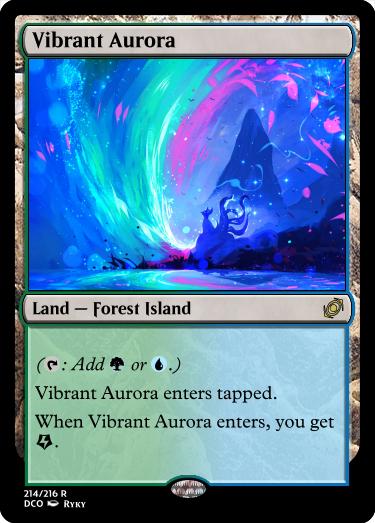 Vibrant Aurora
Land — Forest Island
(: Add or .)
Vibrant Aurora enters tapped.
When Vibrant Aurora enters, you get
.
214/216 R
DCO Ryky